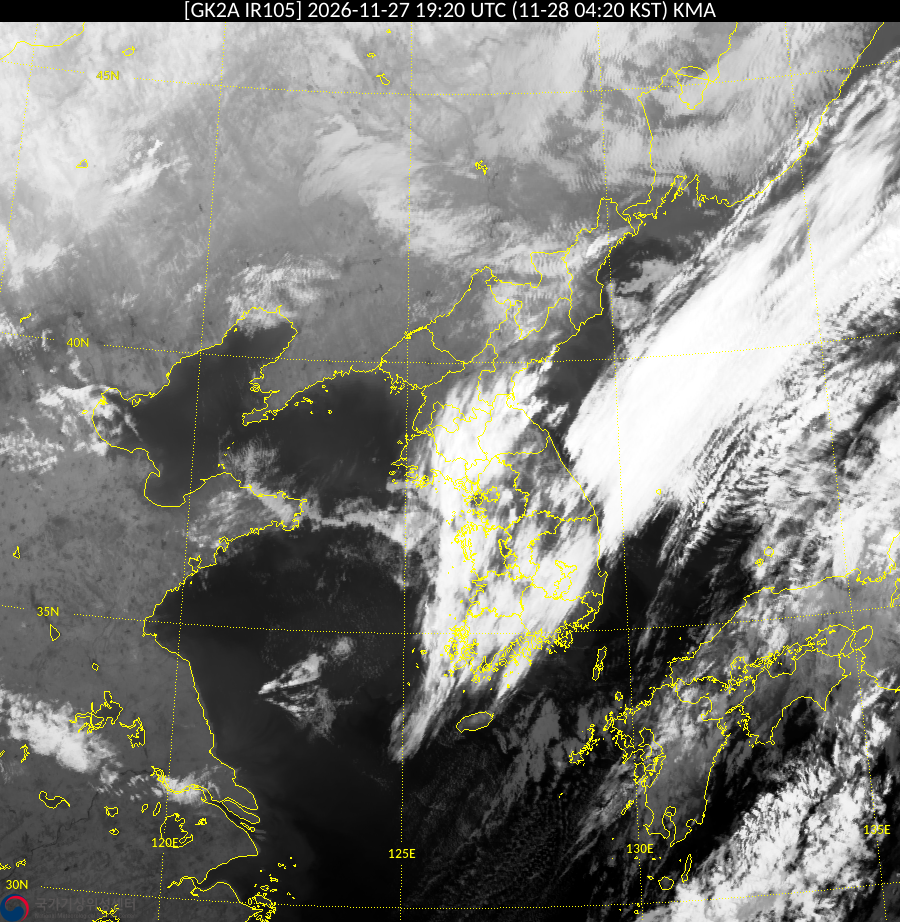 [GK2A IR105] 2026-11-27 19:20 UTC (11-28 04:20 KST) KMA
45N
40N
35N
120E
125E
130E
135E
30N